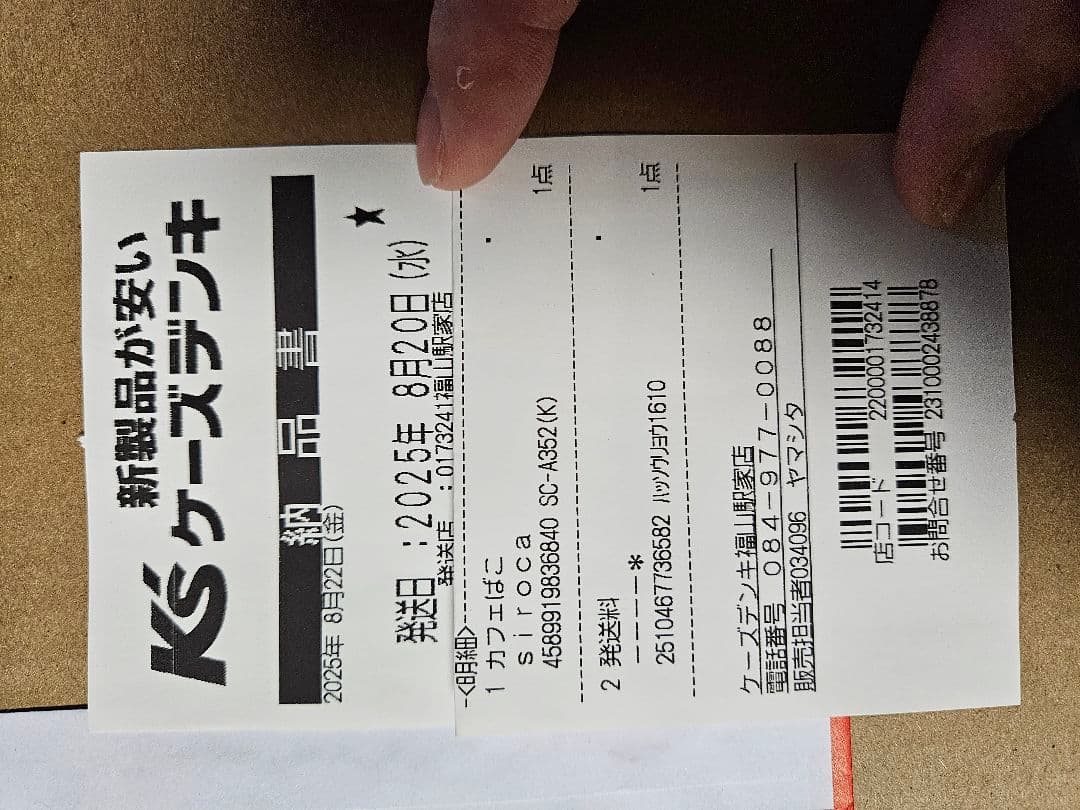 新製品が安い
K's ケーズデンキ
納品書
2025年 8月22日(金)
★
発送日 :2025年 8月20日(水)
発送店 :0173241福山駅家店
-<明細>-
1 カフェばこ
siroca
4589919836840 SC-A352(K) 1点
2 発送料
----*
2510467736582 ハッソウリョウ1610 1点
ケーズデンキ福山駅家店
電話番号 084-977-0088
販売担当者034096 ヤマシタ
店コード 2200001732414
お問合せ番号 2310002438878